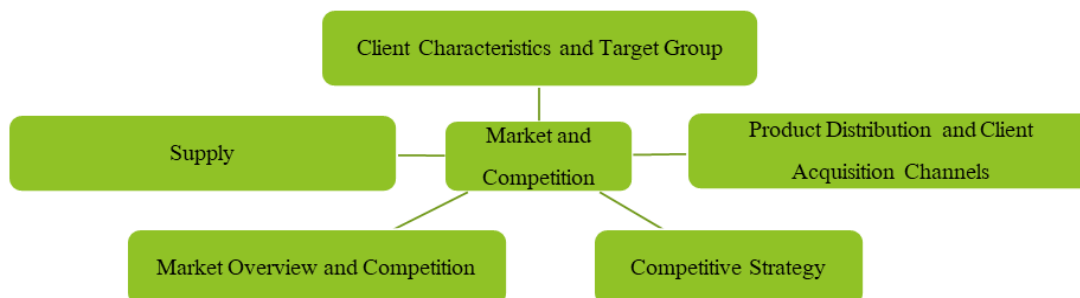 Client Characteristics and Target Group
Supply
Market and
Competition
Product Distribution and Client
Acquisition Channels
Market Overview and Competition
Competitive Strategy